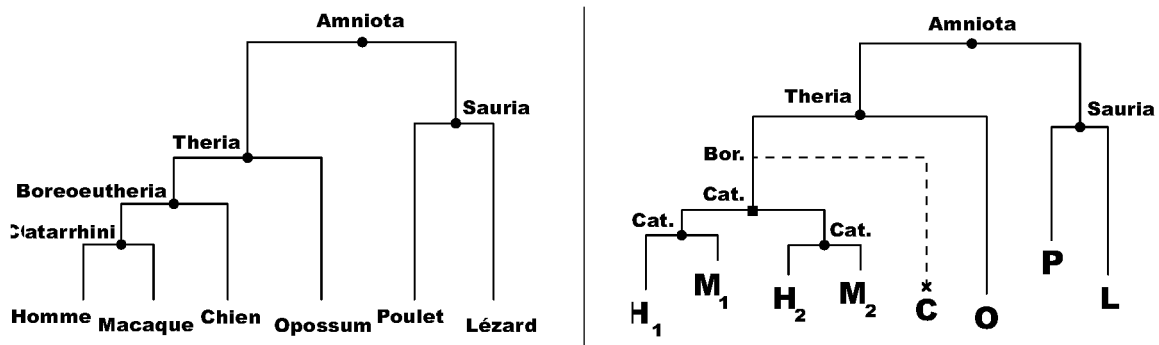 Amniota
Sauria
Theria
Boreoeutheria
Catarrhini
Homme
Macaque
Chien
Opossum
Poulet
Lézard
Amniota
Theria
Sauria
Bor.
Cat.
Cat.
Cat.
H1
M1
H2
M2
*
C
O
P
L